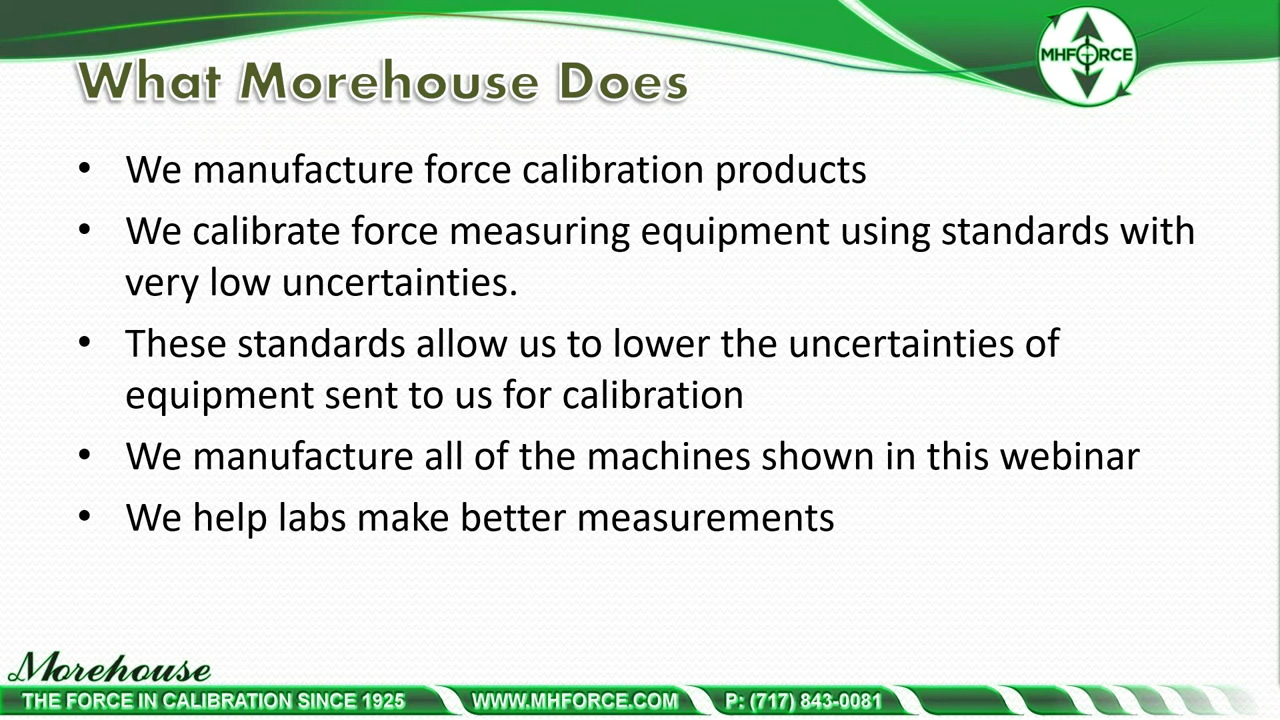 MHFORCE
What Morehouse Does
• We manufacture force calibration products
• We calibrate force measuring equipment using standards with
very low uncertainties.
• These standards allow us to lower the uncertainties of
equipment sent to us for calibration
• We manufacture all of the machines shown in this webinar
• We help labs make better measurements
Morehouse
THE FORCE IN CALIBRATION SINCE 1925 WWW.MHFORCE.COM P: (717) 843-0081